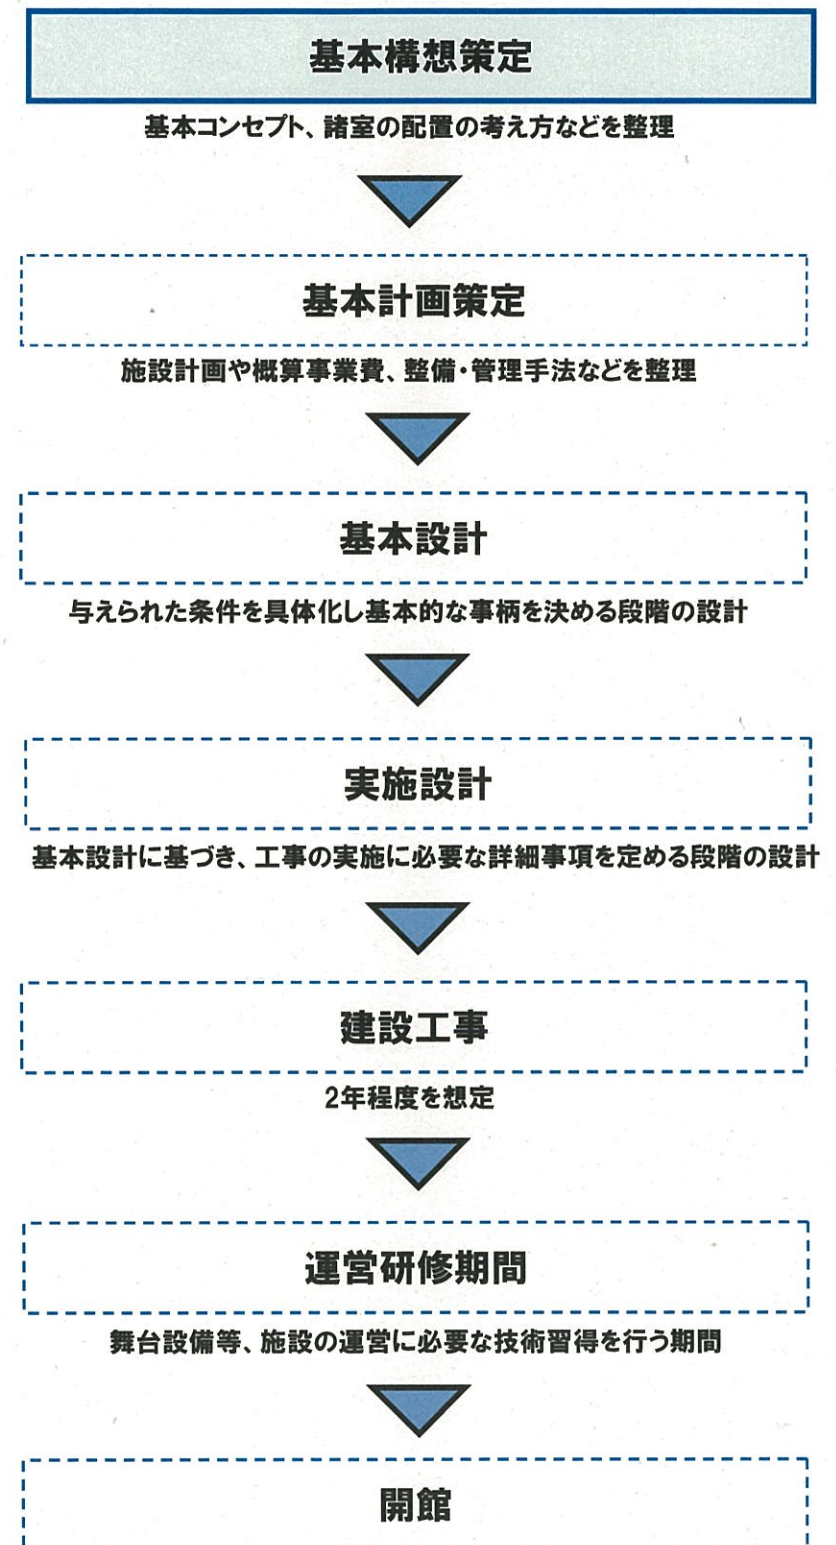 基本構想策定
基本コンセプト、諸室の配置の考え方などを整理
基本計画策定
施設計画や概算事業費、整備・管理手法などを整理
基本設計
与えられた条件を具体化し基本的な事柄を決める段階の設計
実施設計
基本設計に基づき、工事の実施に必要な詳細事項を定める段階の設計
建設工事
2年程度を想定
運営研修期間
舞台設備等、施設の運営に必要な技術習得を行う期間
開館